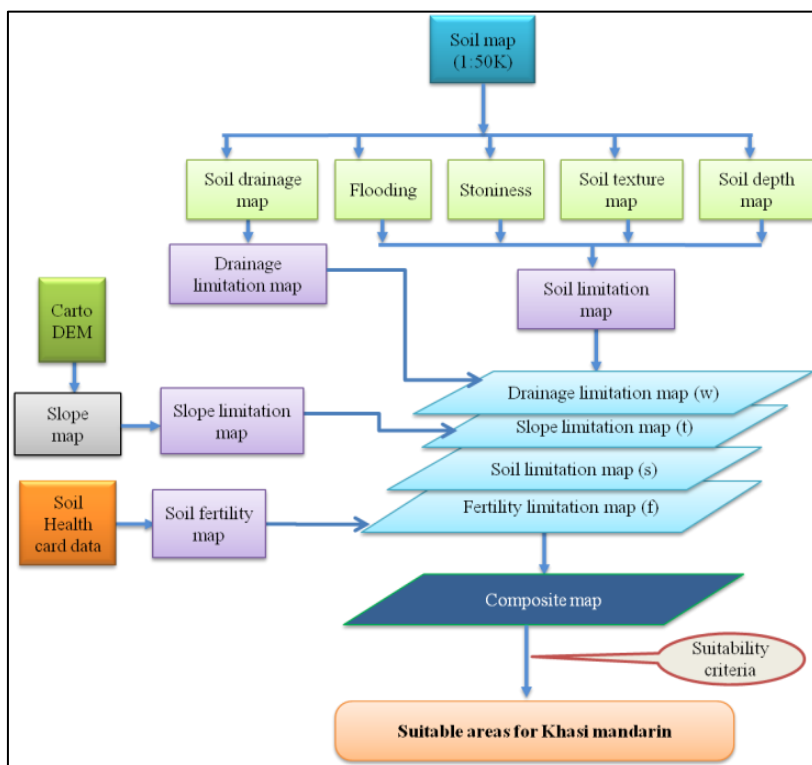 Soil map
(1:50K)
Soil drainage
map
Flooding
Stoniness
Soil texture
map
Soil depth
map
Drainage
limitation map
Soil limitation
map
Carto
DEM
Slope
map
Slope limitation
map
Drainage limitation map (w)
Slope limitation map (t)
Soil limitation map (s)
Fertility limitation map (f)
Soil
Health
card data
Soil fertility
map
Composite map
Suitability
criteria
Suitable areas for Khasi mandarin